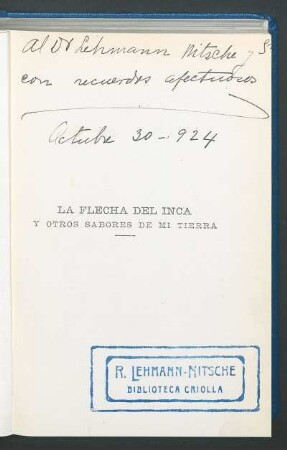 Al Dr Lehmann Nitsche y Sra
con recuerdos afectuosos
Octubre 30-924
LA FLECHA DEL INCA
Y OTROS SABORES DE MI TIERRA
R. LEHMANN-NITSCHE
BIBLIOTECA CRIOLLA